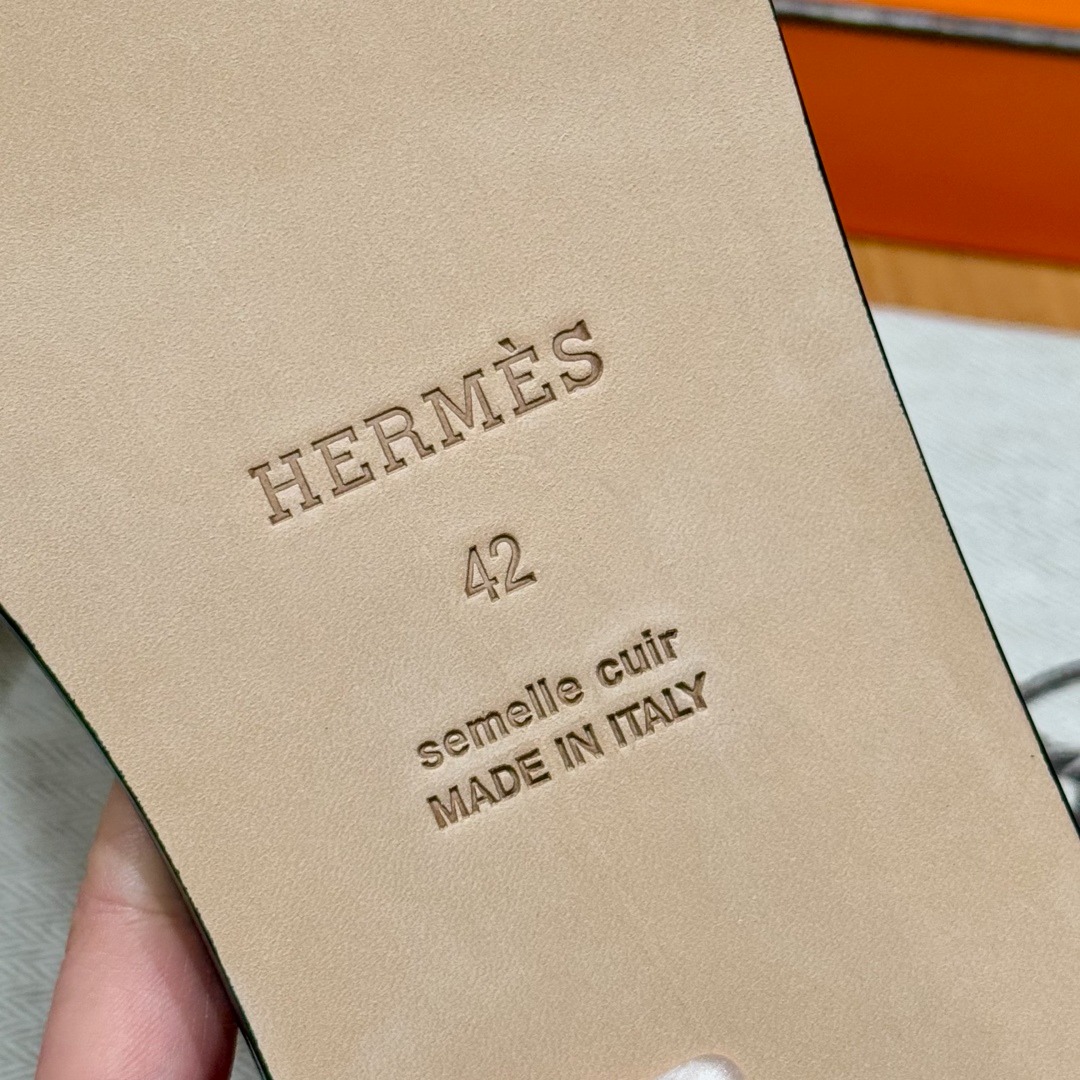 HERMÈS
42
semelle cuir
MADE IN ITALY